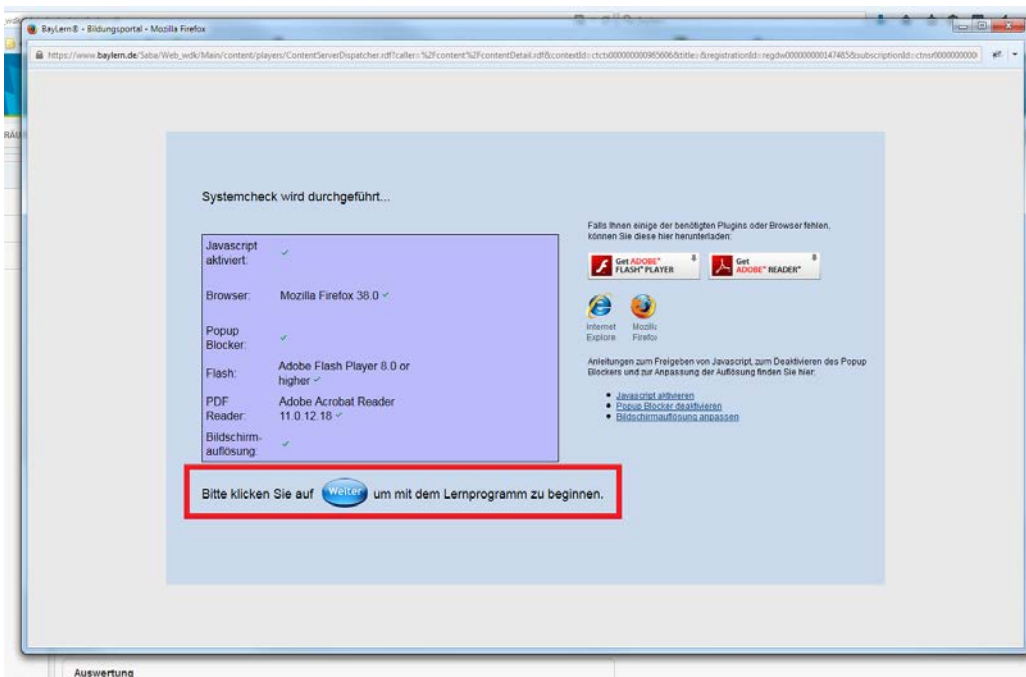 BayLern® - Bildungsportal - Mozilla Firefox
Systemcheck wird durchgeführt...
Javascript
aktiviert:
Browser: Mozilla Firefox 38.0
Popup
Blocker:
Flash: Adobe Flash Player 8.0 or
higher
PDF Adobe Acrobat Reader
Reader: 11.0.12.18
Bildschirm-
auflösung:
Bitte klicken Sie auf Weiter um mit dem Lernprogramm zu beginnen.
Falls Ihnen einige der benötigten Plugins oder Browser fehlen,
können Sie diese hier herunterladen:
Get ADOBE®
FLASH® PLAYER
Get
ADOBE® READER®
Internet Mozilla
Explore Firefox
Anleitungen zum Freigeben von Javascript, zum Deaktivieren des Popup
Blockers und zur Anpassung der Auflösung finden Sie hier:
Javascript aktivieren
Popup Blocker deaktivieren
Bildschirmauflösung anpassen
Auswertung